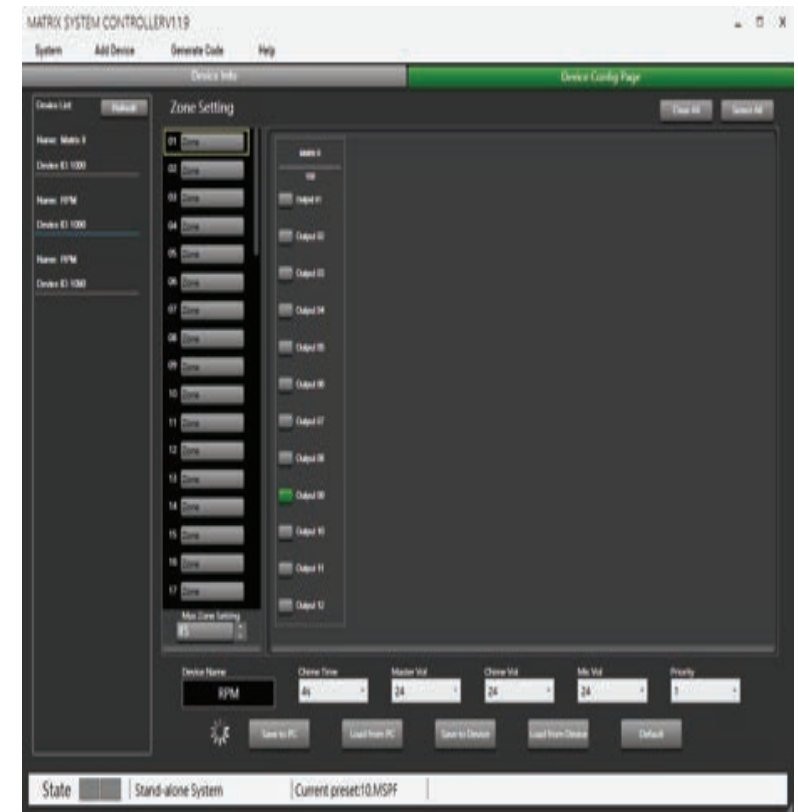 MATRIX SYSTEM CONTROLLERV1.1.9
System Add Device Generate Code Help
Device Info Device Config Page
Device List Refresh Zone Setting Clear All Select All
Name: Matrix 8
Device ID: 1000
Name: RPM
Device ID: 1000
Name: RPM
Device ID: 1000
01 Zone
02 Zone
03 Zone
04 Zone
05 Zone
06 Zone
07 Zone
08 Zone
09 Zone
10 Zone
11 Zone
12 Zone
13 Zone
14 Zone
15 Zone
16 Zone
17 Zone
Max Zone Setting
85
Output 01
Output 02
Output 03
Output 04
Output 05
Output 06
Output 07
Output 08
Output 09
Output 10
Output 11
Output 12
Device Name Chime Time Master Vol Chime Vol Mic Vol Priority
RPM 4s 24 24 24 1
Save to PC Load from PC Save to Device Load from Device Default
State Stand-alone System Current preset:10.MSPF